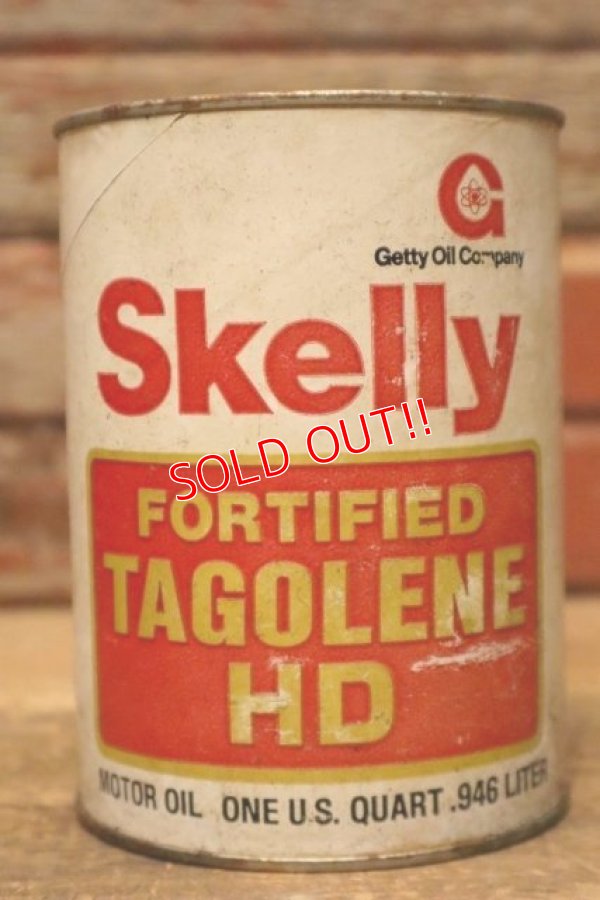 G
Getty Oil Company
Skelly
SOLD OUT!!
FORTIFIED
TAGOLENE
HD
MOTOR OIL ONE U.S. QUART .946 LITER